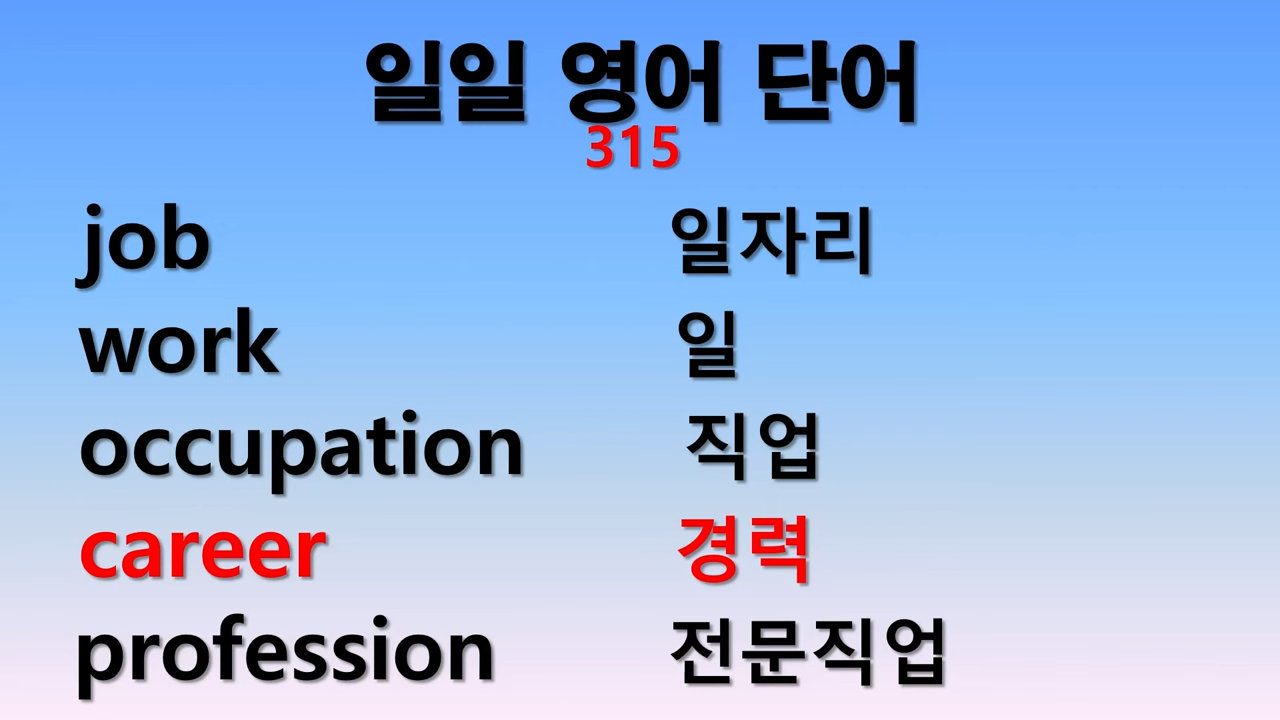 일일 영어 단어
315
job 일자리
work 일
occupation 직업
career 경력
profession 전문직업